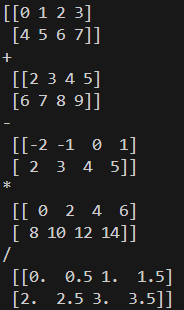 [[0 1 2 3]
 [4 5 6 7]]
+
 [[2 3 4 5]
 [6 7 8 9]]
-
 [[-2 -1  0  1]
 [ 2  3  4  5]]
*
 [[ 0  2  4  6]
 [ 8 10 12 14]]
/
 [[0.  0.5 1.  1.5]
 [2.  2.5 3.  3.5]]